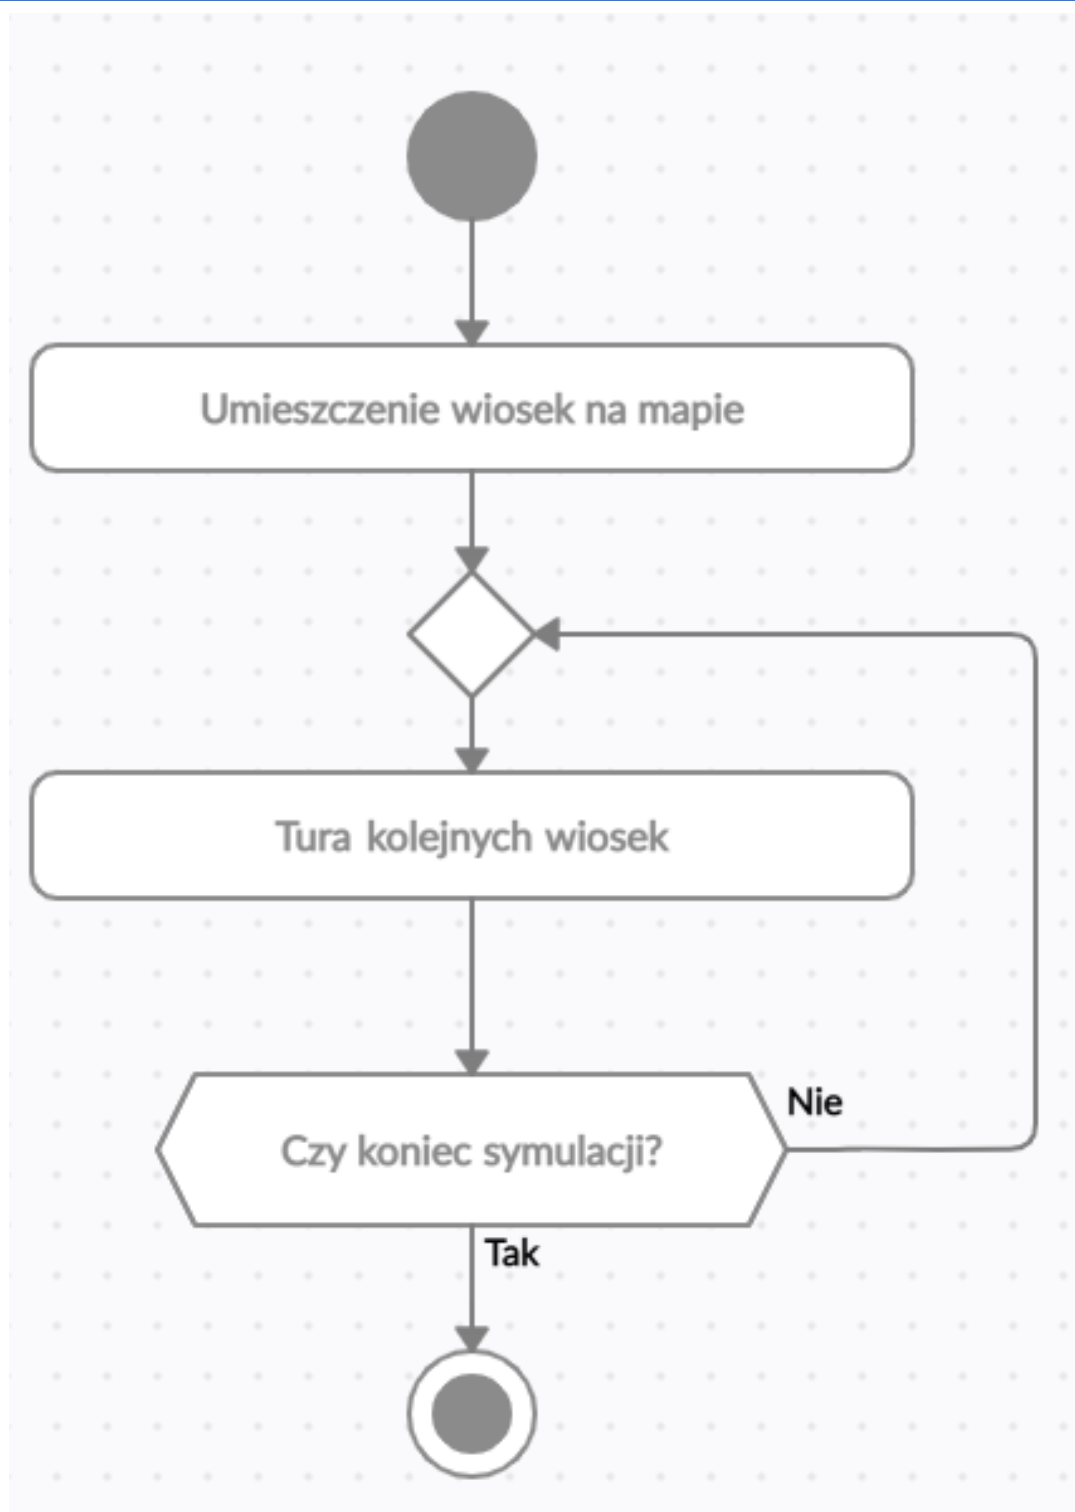 Umieszczenie wiosek na mapie
Tura kolejnych wiosek
Nie
Czy koniec symulacji?
Tak